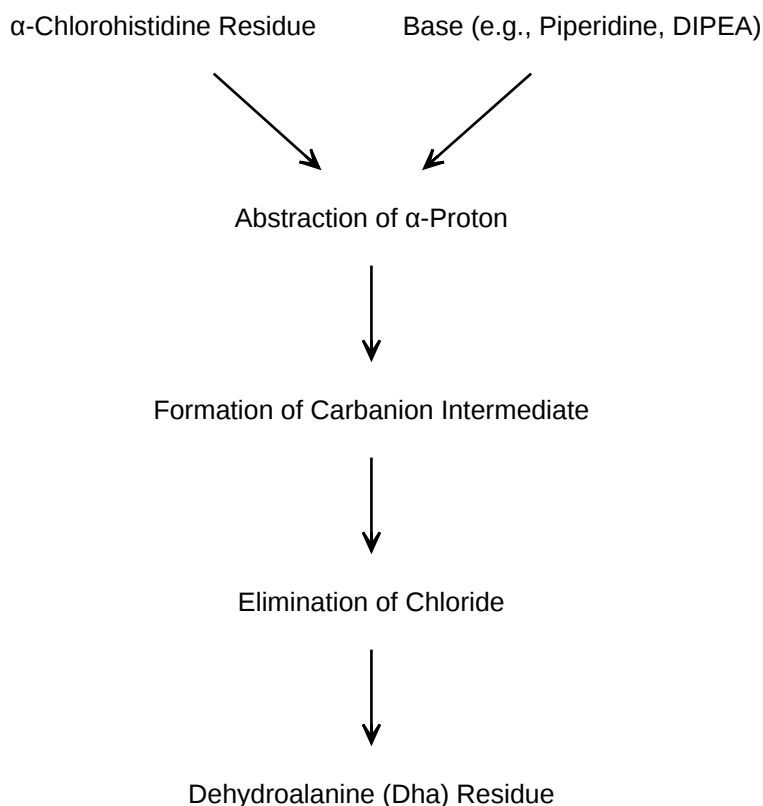 α-Chlorohistidine Residue
Base (e.g., Piperidine, DIPEA)
Abstraction of α-Proton
Formation of Carbanion Intermediate
Elimination of Chloride
Dehydroalanine (Dha) Residue